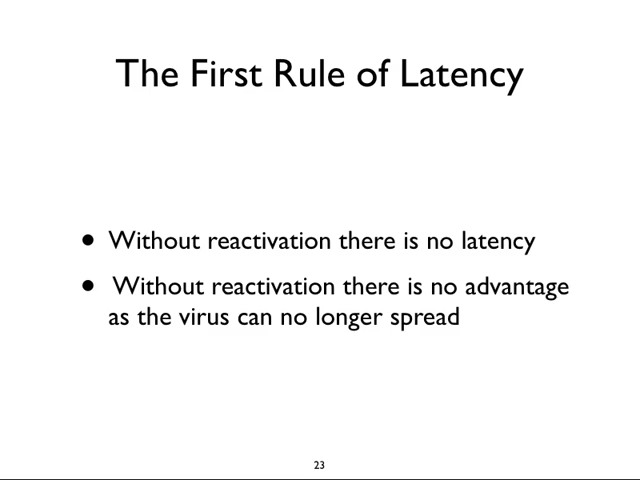 The First Rule of Latency
• Without reactivation there is no latency
• Without reactivation there is no advantage
as the virus can no longer spread
23